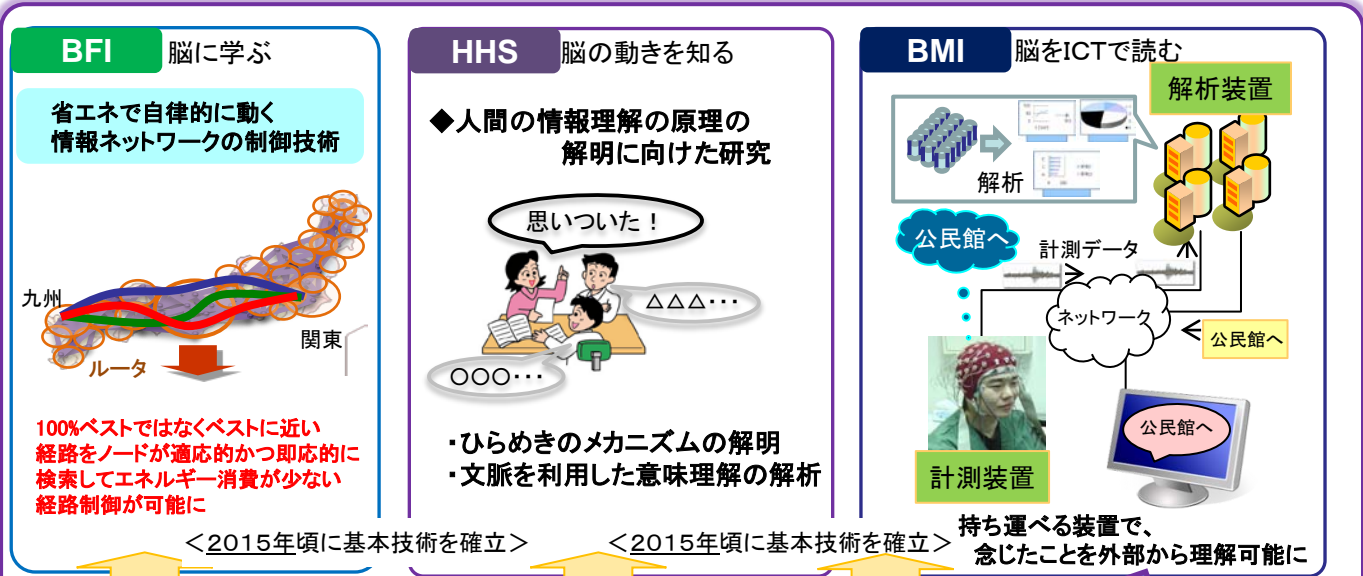 BFI 脳に学ぶ
省エネで自律的に動く
情報ネットワークの制御技術
九州
関東
ルータ
100%ベストではなくベストに近い
経路をノードが適応的かつ即応的に
検索してエネルギー消費が少ない
経路制御が可能に
HHS 脳の動きを知る
◆人間の情報理解の原理の
解明に向けた研究
思いついた！
△△△･･･
〇〇〇･･･
・ひらめきのメカニズムの解明
・文脈を利用した意味理解の解析
BMI 脳をICTで読む
解析装置
解析
公民館へ
計測データ
ネットワーク
公民館へ
公民館へ
計測装置
持ち運べる装置で、
念じたことを外部から理解可能に
＜2015年頃に基本技術を確立＞
＜2015年頃に基本技術を確立＞